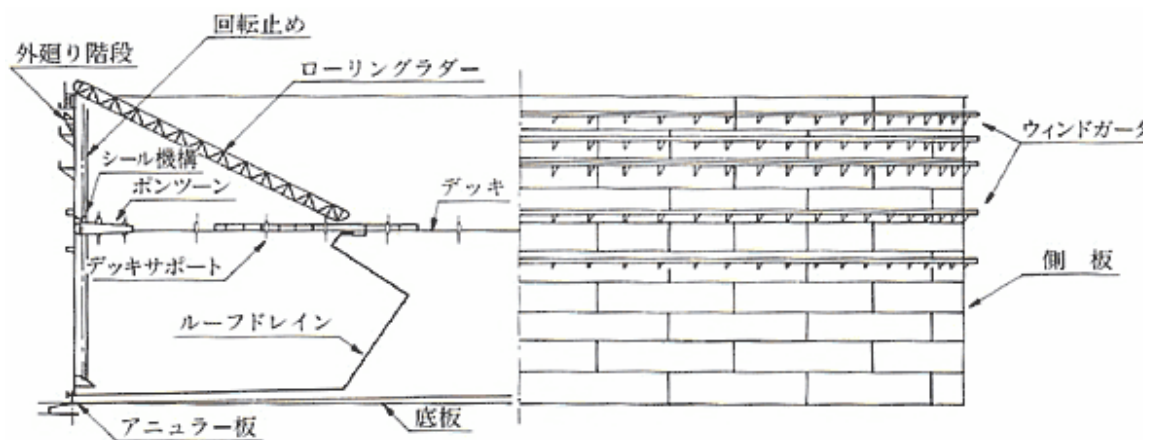 回転止め
外廻り階段
ローリングラダー
シール機構
ポンツーン
デッキ
デッキサポート
ルーフドレイン
アニュラー板
底板
ウィンドガータ
側 板